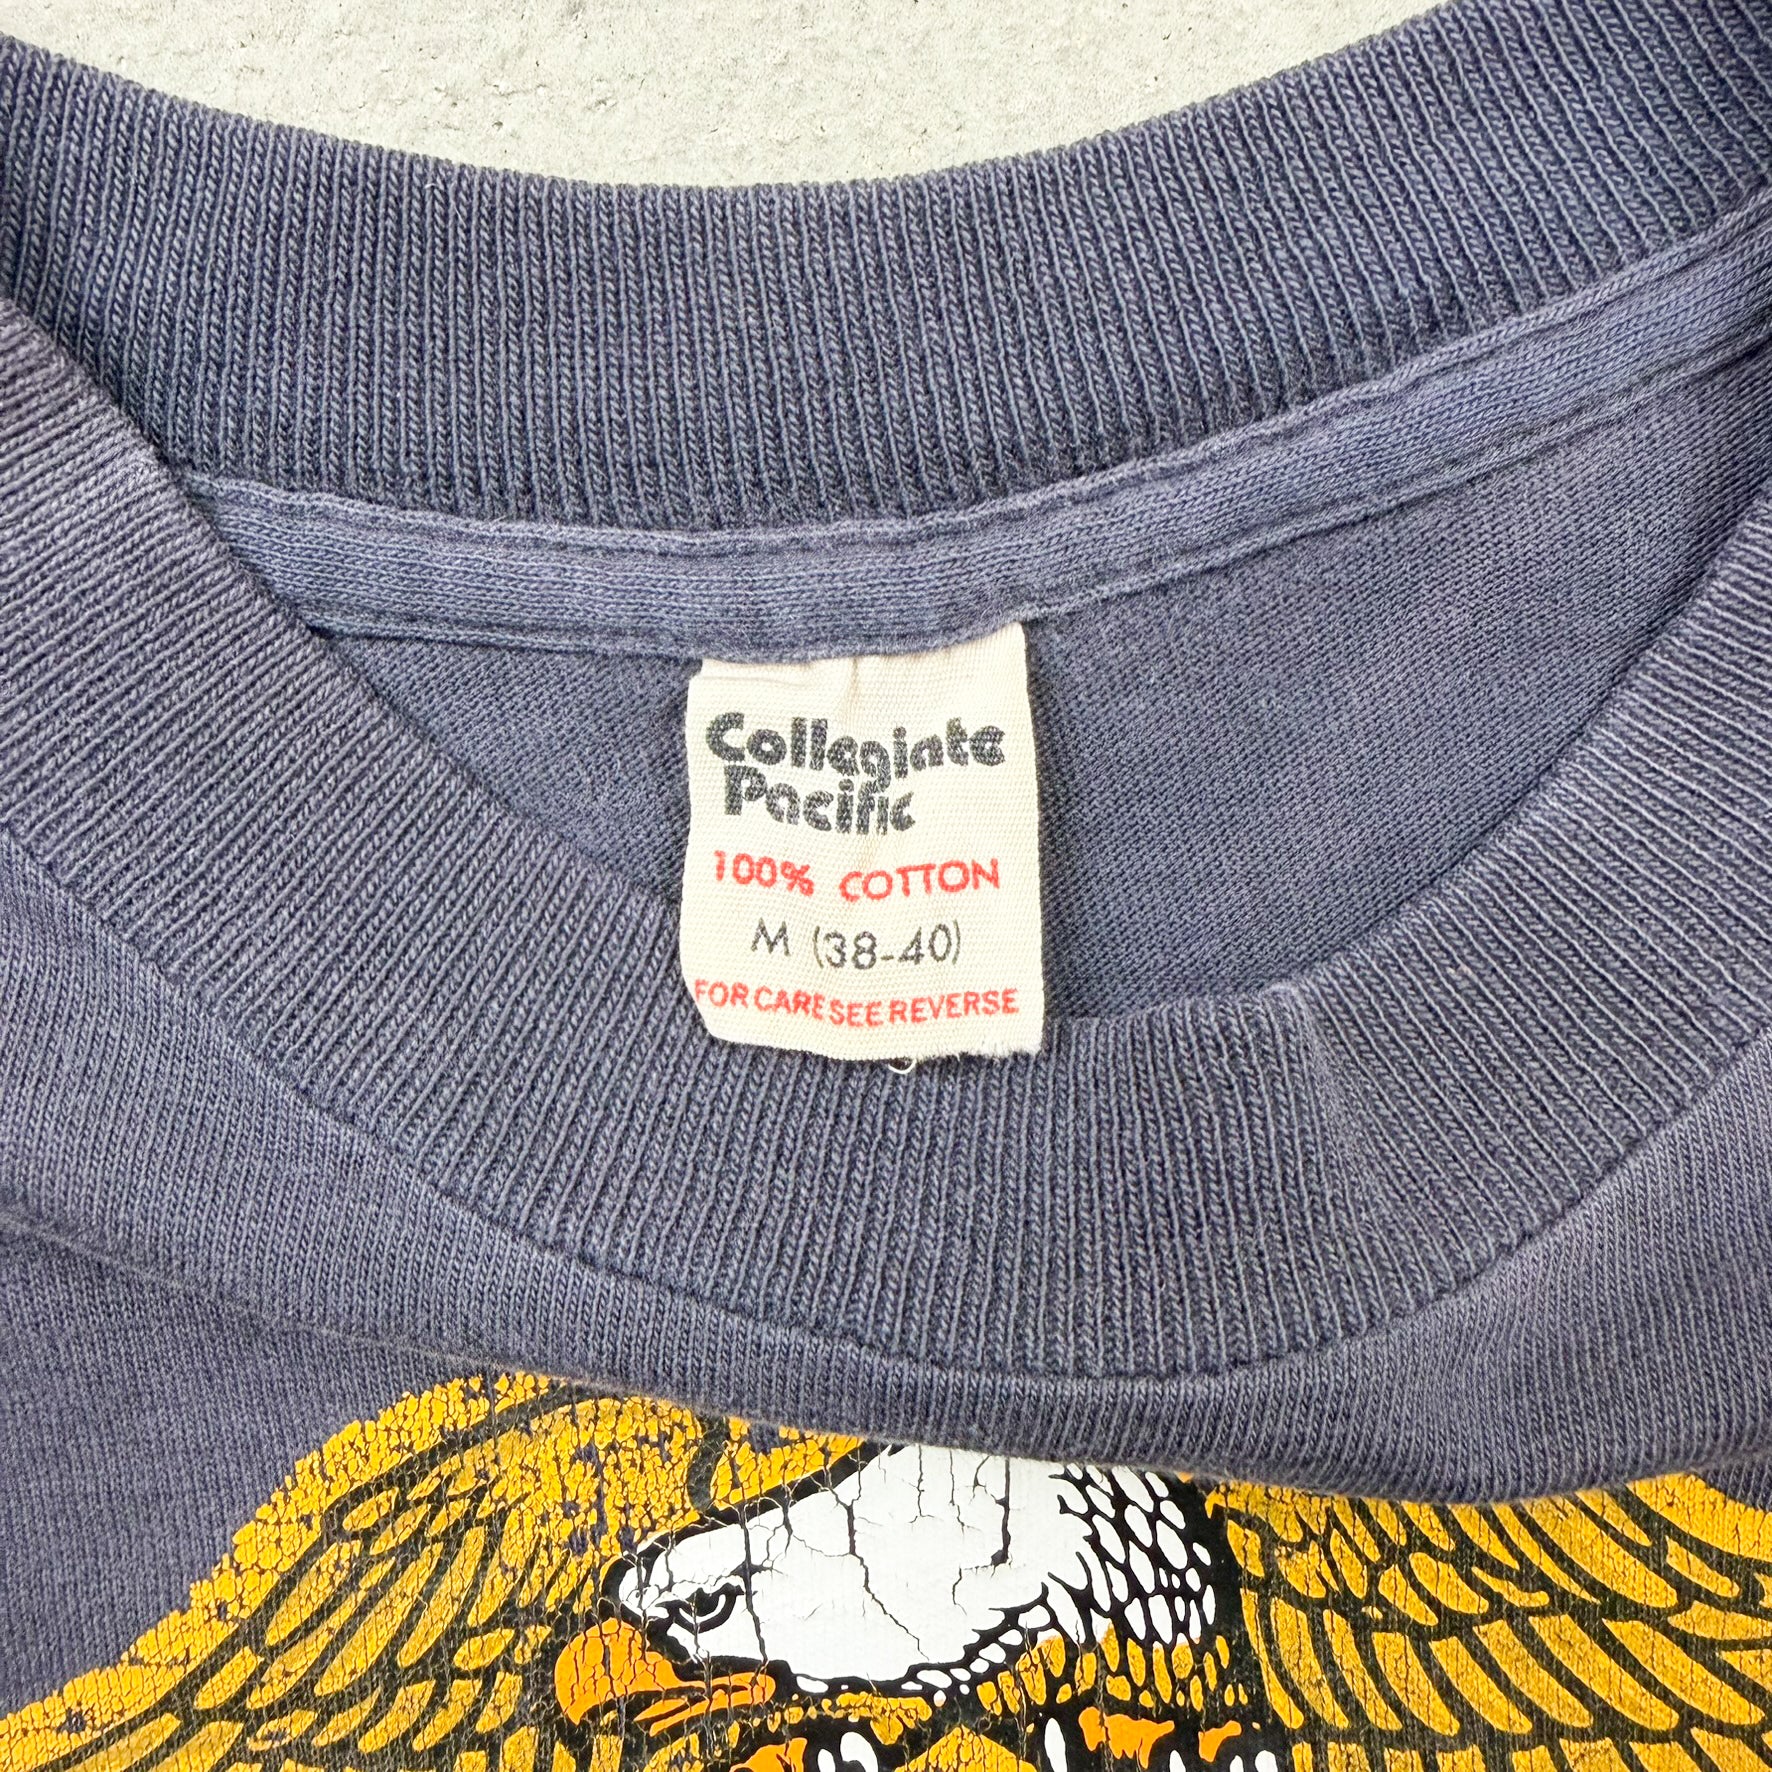 Collegiate
Pacific
100% COTTON
M (38-40)
FOR CARE SEE REVERSE